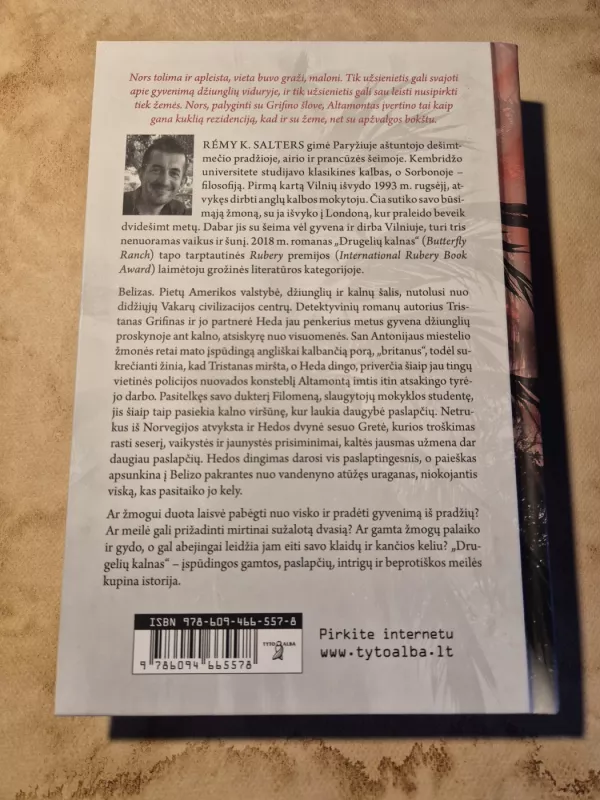 Nors tolima ir apleista, vieta buvo graži, maloni. Tik užsienietis gali svajoti
apie gyvenimą džiunglių viduryje, ir tik užsienietis gali sau leisti nusipirkti
tiek žemės. Nors, palyginti su Grifino šlove, Altamontas įvertino tai kaip
gana kuklią rezidenciją, kad ir su žeme, net su apžvalgos bokštu.
RÉMY K. SALTERS gimė Paryžiuje aštuntojo dešimt-
mečio pradžioje, airio ir prancūzės šeimoje. Kembridžo
universitete studijavo klasikines kalbas, o Sorbonoje –
filosofiją. Pirmą kartą Vilnių išvydo 1993 m. rugsėjį, at-
vykęs dirbti anglų kalbos mokytoju. Čia sutiko savo būsi-
mąją žmoną, su ja išvyko į Londoną, kur praleido beveik
dvidešimt metų. Dabar jis su šeima vėl gyvena ir dirba Vilniuje, turi tris
nenuoramas vaikus ir šunį. 2018 m. romanas „Drugelių kalnas“ (Butterfly
Ranch) tapo tarptautinės Rubery premijos (International Rubery Book
Award) laimėtoju grožinės literatūros kategorijoje.
Belizas. Pietų Amerikos valstybė, džiunglių ir kalnų šalis, nutolusi nuo
didžiųjų Vakarų civilizacijos centrų. Detektyvinių romanų autorius Tris-
tanas Grifinas ir jo partnerė Heda jau penkerius metus gyvena džiunglių
proskynoje ant kalno, atsiskyrę nuo visuomenės. San Antonijaus miestelio
žmonės retai mato įspūdingą angliškai kalbančią porą, „britanus“, todėl su-
krečianti žinia, kad Tristanas miršta, o Heda dingo, priverčia šiaip jau tingų
vietinės policijos nuovados konsteblį Altamontą imtis itin atsakingo tyrė-
jo darbo. Pasitelkęs savo dukterį Filomeną, slaugytojų mokyklos studentę,
jis šiaip taip pasiekia kalno viršūnę, kur laukia daugybė paslapčių. Netru-
kus iš Norvegijos atvyksta ir Hedos dvynė sesuo Gretė, kurios troškimas
rasti seserį, vaikystės ir jaunystės prisiminimai, kaltės jausmas užmena dar
daugiau paslapčių. Hedos dingimas darosi vis paslaptingesnis, o paieškas
apsunkina į Belizo pakrantes nuo vandenyno atūžęs uraganas, niokojantis
viską, kas pasitaiko jo kely.
Ar žmogui duota laisvė pabėgti nuo visko ir pradėti gyvenimą iš pradžių?
Ar meilė gali prižadinti mirtinai sužalotą dvasią? Ar gamta žmogų palaiko
ir gydo, o gal abejingai leidžia jam eiti savo klaidų ir kančios keliu? „Dru-
gelių kalnas“ – įspūdingos gamtos, paslapčių, intrigų ir beprotiškos meilės
kupina istorija.
ISBN 978-609-466-557-8
9 786094 665578
TYTO ALBA
Pirkite internetu
www.tytoalba.lt